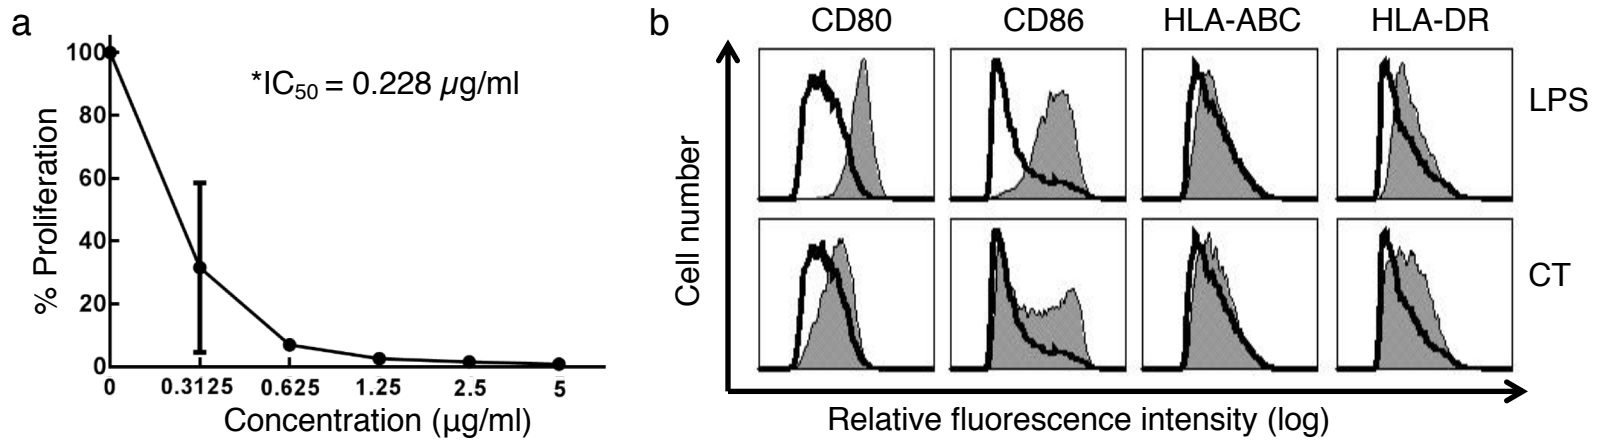 a
100
80
60
40
20
0
% Proliferation
*IC50 = 0.228 µg/ml
0 0.3125 0.625 1.25 2.5 5
Concentration (µg/ml)
b
CD80 CD86 HLA-ABC HLA-DR
LPS
CT
Cell number
Relative fluorescence intensity (log)